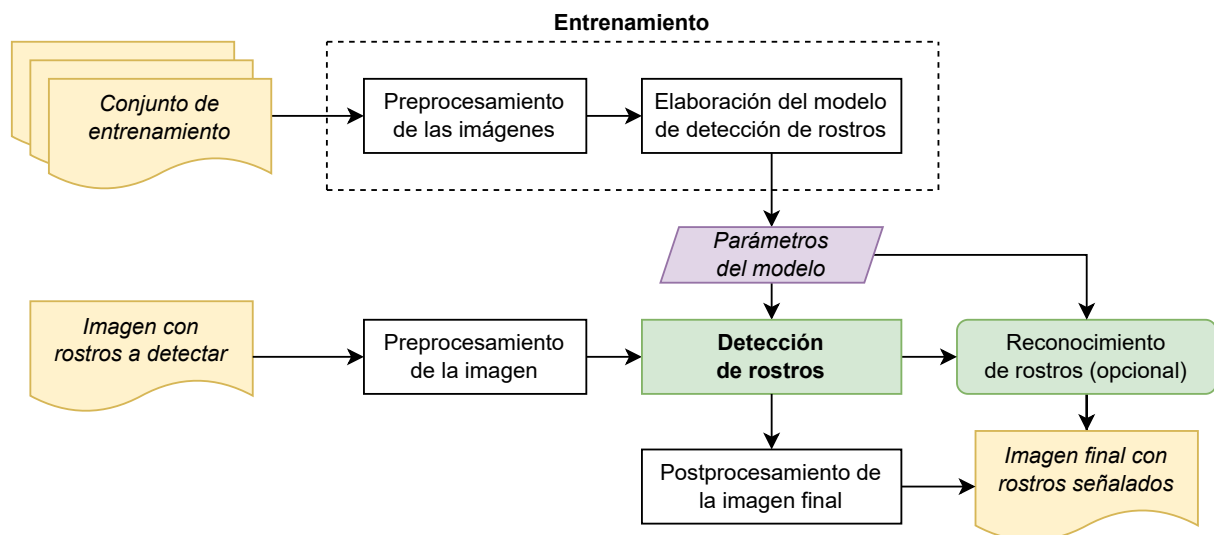 Entrenamiento
Conjunto de
entrenamiento
Preprocesamiento
de las imágenes
Elaboración del modelo
de detección de rostros
Parámetros
del modelo
Imagen con
rostros a detectar
Preprocesamiento
de la imagen
Detección
de rostros
Reconocimiento
de rostros (opcional)
Postprocesamiento de
la imagen final
Imagen final con
rostros señalados